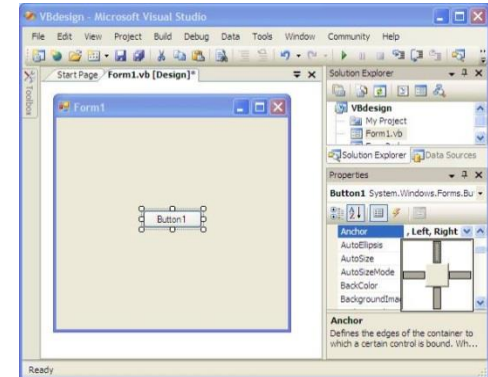 VBdesign - Microsoft Visual Studio
File Edit View Project Build Debug Data Tools Window Community Help
Start Page Form1.vb [Design]*
Toolbox
Form1
Button1
Solution Explorer
VBdesign
My Project
Form1.vb
Solution Explorer Data Sources
Properties
Button1 System.Windows.Forms.Bu
Anchor , Left, Right
AutoEllipsis
AutoSize
AutoSizeMode
BackColor
BackgroundIma
Anchor
Defines the edges of the container to
which a certain control is bound. Wh...
Ready